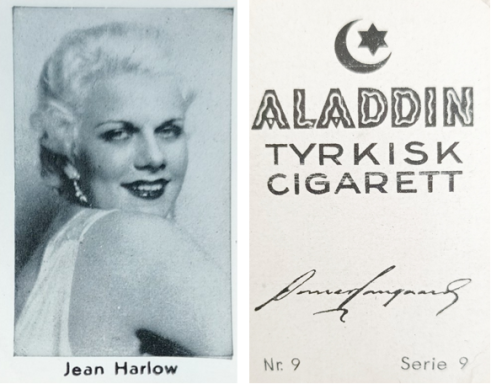 Jean Harlow
ALADDIN
TYRKISK
CIGARETT
Nr. 9 Serie 9